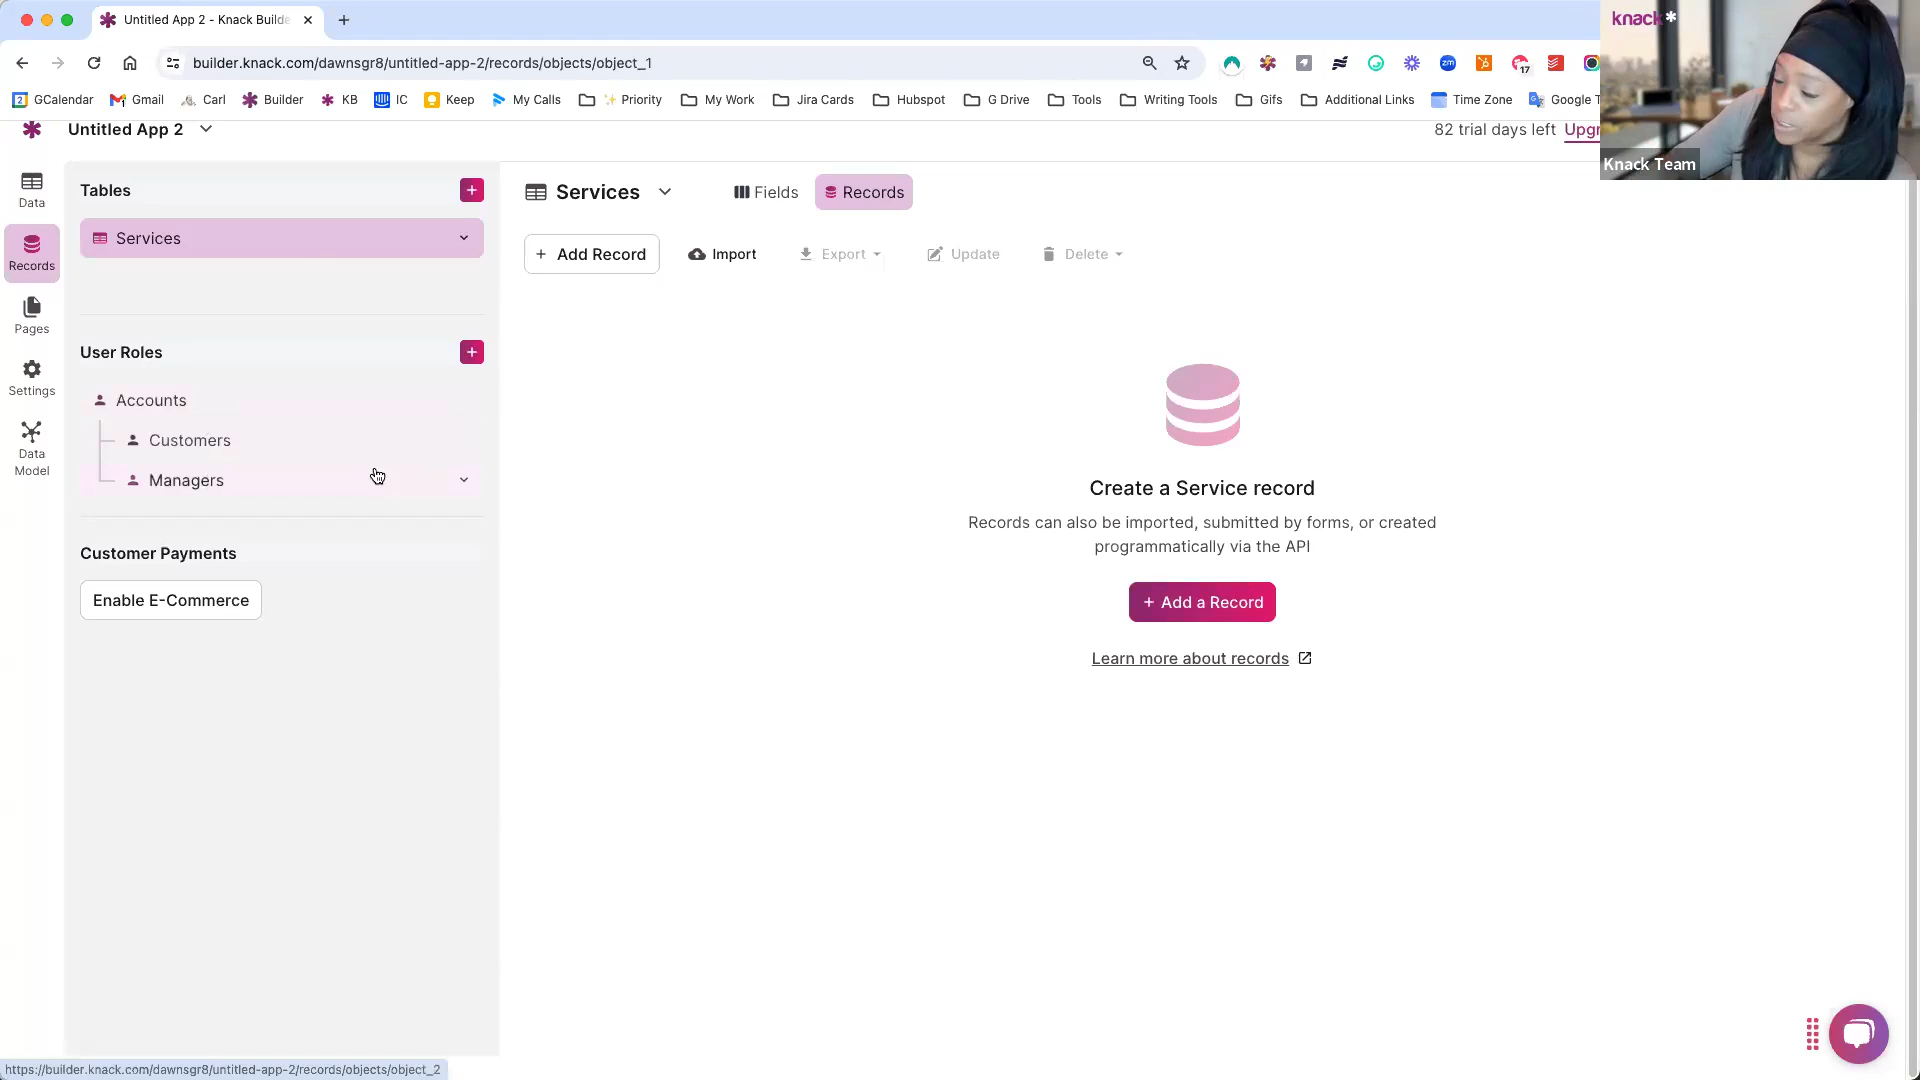 Untitled App 2 - Knack Builde
builder.knack.com/dawnsgr8/untitled-app-2/records/objects/object_1
17
GCalendar
Gmail
Carl
Builder
KB
IC
Keep
My Calls
Priority
My Work
Jira Cards
Hubspot
G Drive
Tools
Writing Tools
Gifs
Additional Links
Time Zone
Google T
knack*
Knack Team
Untitled App 2
82 trial days left Upgr
Data
Records
Pages
Settings
Data
Model
Tables
Services
User Roles
Accounts
Customers
Managers
Customer Payments
Enable E-Commerce
Services
Fields
Records
+ Add Record
Import
Export
Update
Delete
Create a Service record
Records can also be imported, submitted by forms, or created
programmatically via the API
+ Add a Record
Learn more about records
https://builder.knack.com/dawnsgr8/untitled-app-2/records/objects/object_2